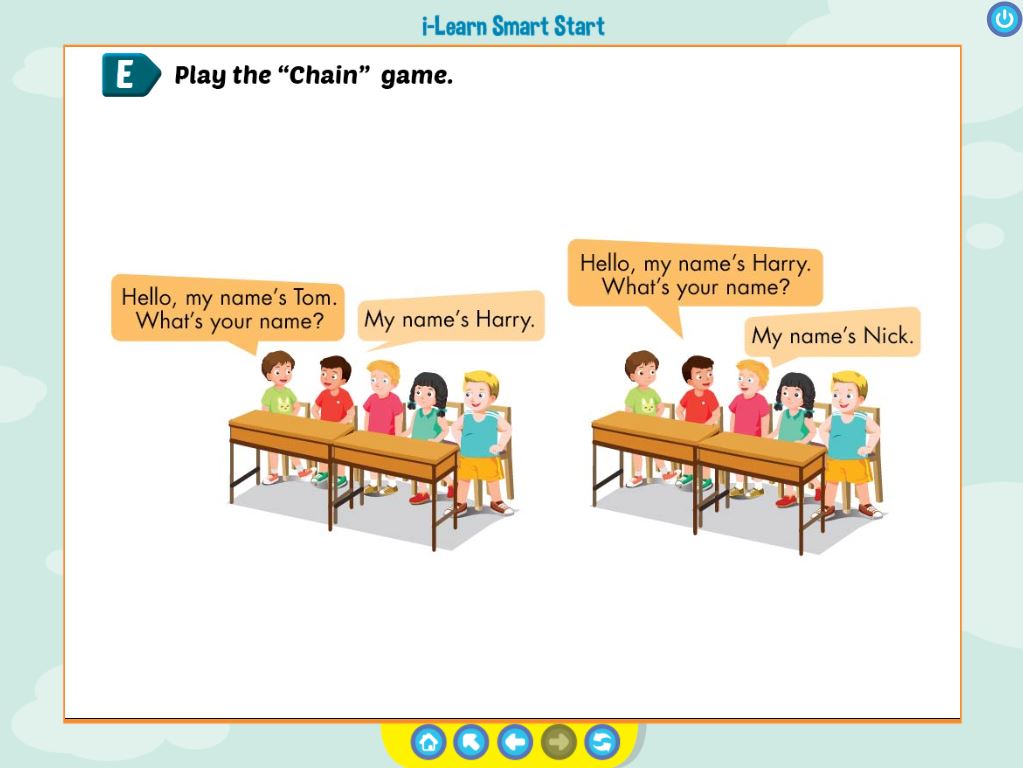 i-Learn Smart Start
E Play the “Chain” game.
Hello, my name’s Tom.
What’s your name?
My name’s Harry.
Hello, my name’s Harry.
What’s your name?
My name’s Nick.